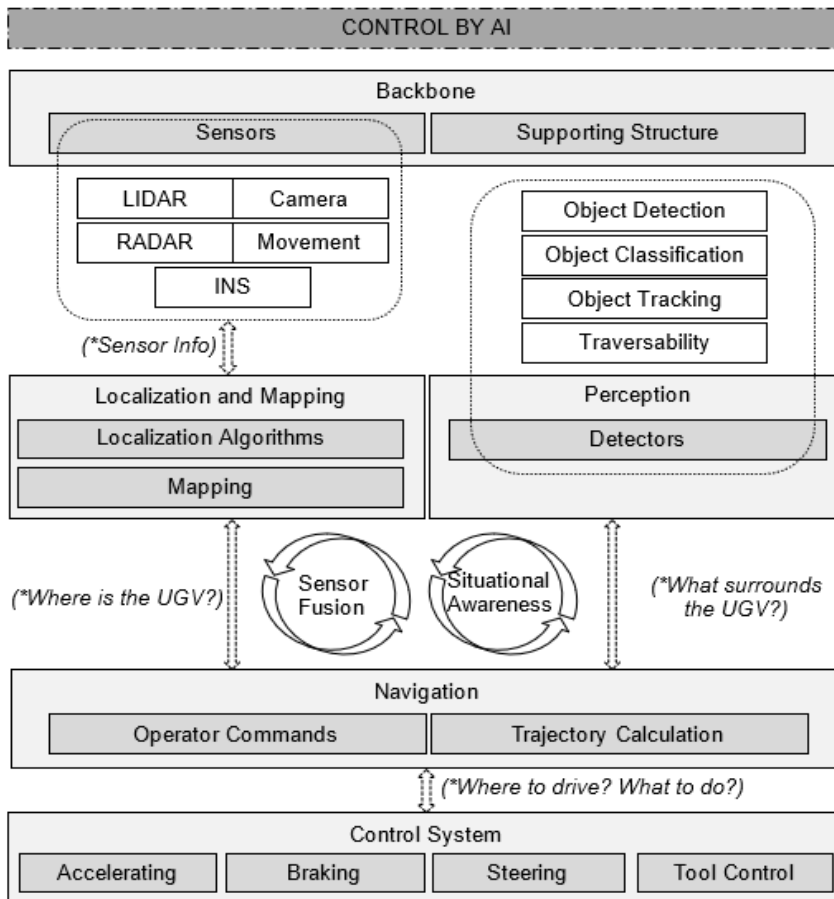 CONTROL BY AI
Backbone
Sensors
Supporting Structure
LIDAR
Camera
RADAR
Movement
INS
Object Detection
Object Classification
Object Tracking
Traversability
(*Sensor Info)
Localization and Mapping
Localization Algorithms
Mapping
Perception
Detectors
(*Where is the UGV?)
Sensor
Fusion
Situational
Awareness
(*What surrounds
the UGV?)
Navigation
Operator Commands
Trajectory Calculation
(*Where to drive? What to do?)
Control System
Accelerating
Braking
Steering
Tool Control